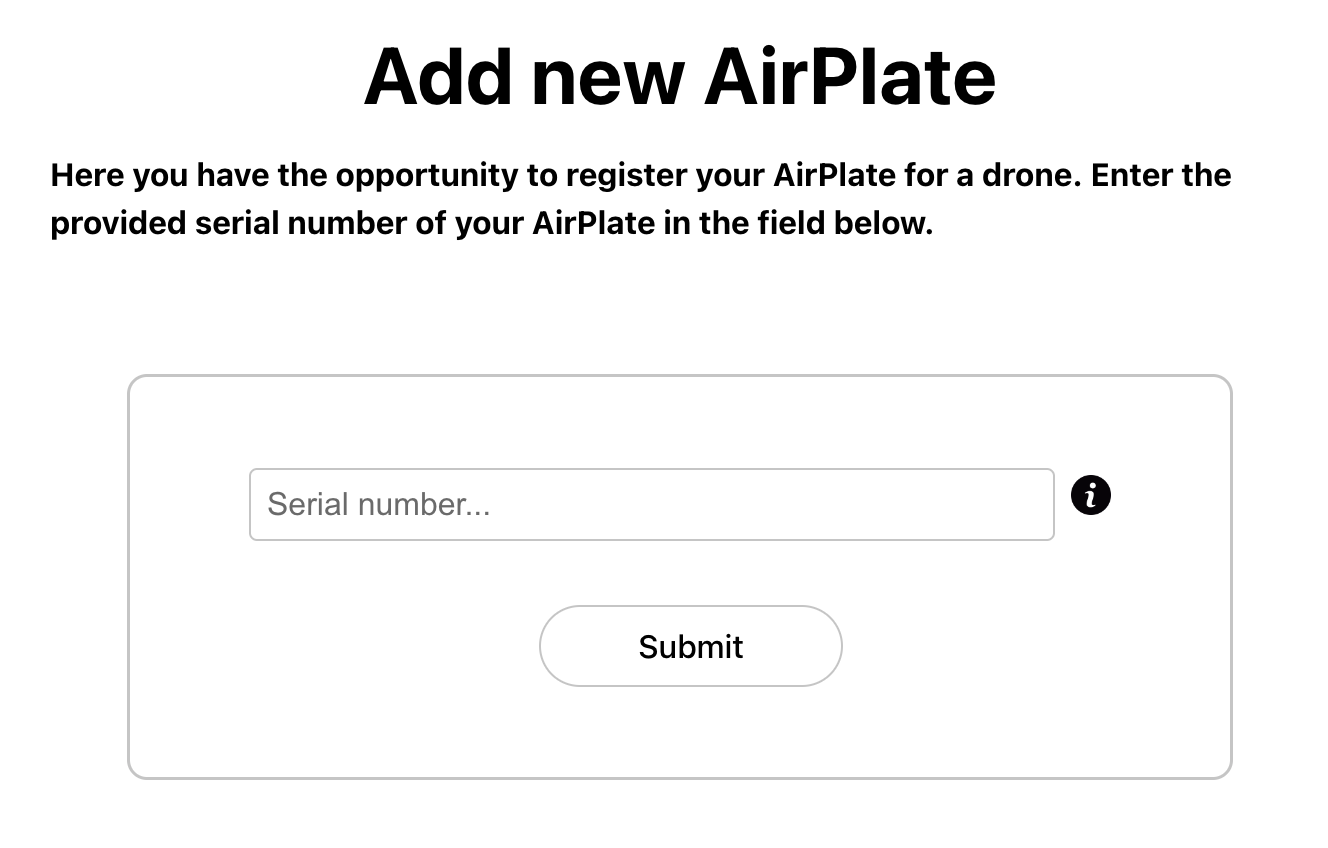 Add new AirPlate
Here you have the opportunity to register your AirPlate for a drone. Enter the
provided serial number of your AirPlate in the field below.
Serial number...
i
Submit